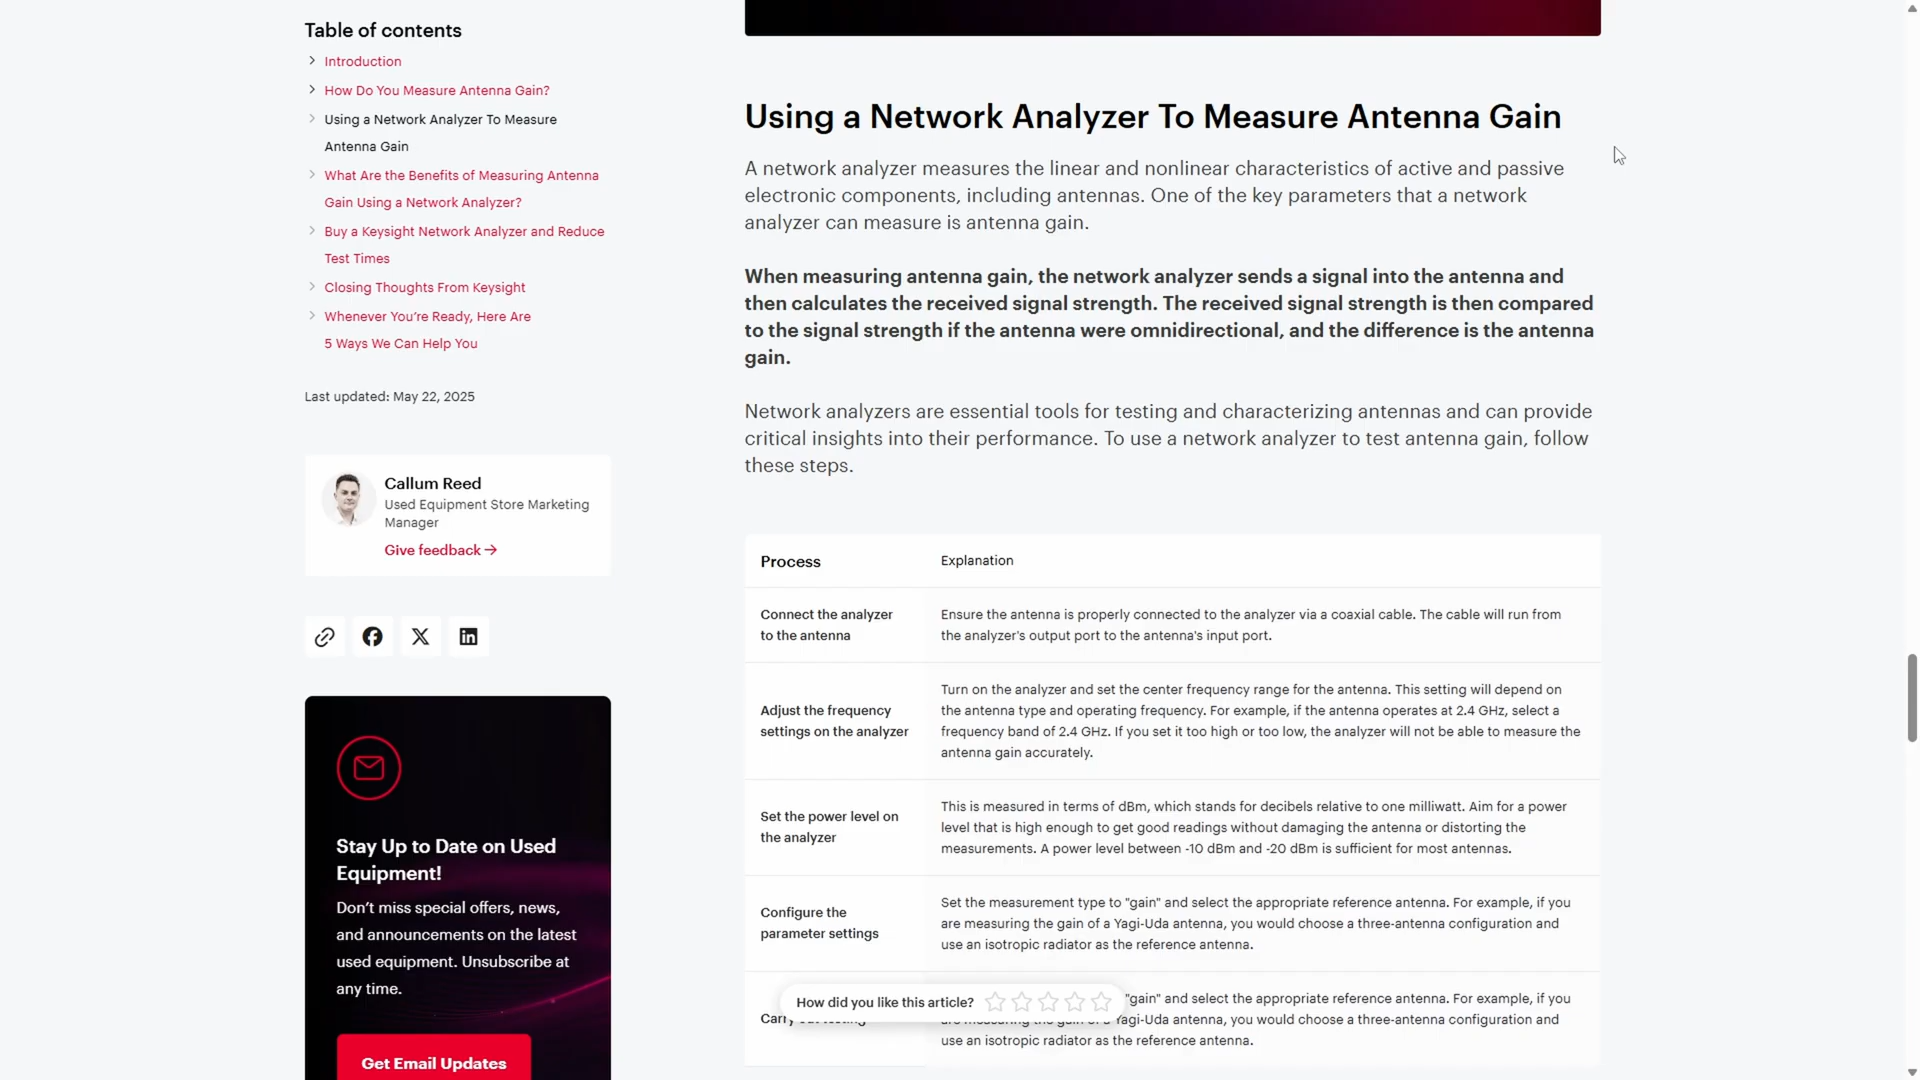 Table of contents
Introduction
How Do You Measure Antenna Gain?
Using a Network Analyzer To Measure
Antenna Gain
What Are the Benefits of Measuring Antenna
Gain Using a Network Analyzer?
Buy a Keysight Network Analyzer and Reduce
Test Times
Closing Thoughts From Keysight
Whenever You're Ready, Here Are
5 Ways We Can Help You
Last updated: May 22, 2025
Callum Reed
Used Equipment Store Marketing
Manager
Give feedback →
Stay Up to Date on Used
Equipment!
Don't miss special offers, news,
and announcements on the latest
used equipment. Unsubscribe at
any time.
Get Email Updates
Using a Network Analyzer To Measure Antenna Gain
A network analyzer measures the linear and nonlinear characteristics of active and passive
electronic components, including antennas. One of the key parameters that a network
analyzer can measure is antenna gain.
When measuring antenna gain, the network analyzer sends a signal into the antenna and
then calculates the received signal strength. The received signal strength is then compared
to the signal strength if the antenna were omnidirectional, and the difference is the antenna
gain.
Network analyzers are essential tools for testing and characterizing antennas and can provide
critical insights into their performance. To use a network analyzer to test antenna gain, follow
these steps.
Process
Explanation
Connect the analyzer
to the antenna
Ensure the antenna is properly connected to the analyzer via a coaxial cable. The cable will run from
the analyzer's output port to the antenna's input port.
Adjust the frequency
settings on the analyzer
Turn on the analyzer and set the center frequency range for the antenna. This setting will depend on
the antenna type and operating frequency. For example, if the antenna operates at 2.4 GHz, select a
frequency band of 2.4 GHz. If you set it too high or too low, the analyzer will not be able to measure the
antenna gain accurately.
Set the power level on
the analyzer
This is measured in terms of dBm, which stands for decibels relative to one milliwatt. Aim for a power
level that is high enough to get good readings without damaging the antenna or distorting the
measurements. A power level between -10 dBm and -20 dBm is sufficient for most antennas.
Configure the
parameter settings
Set the measurement type to "gain" and select the appropriate reference antenna. For example, if you
are measuring the gain of a Yagi-Uda antenna, you would choose a three-antenna configuration and
use an isotropic radiator as the reference antenna.
Carry out testing
"gain" and select the appropriate reference antenna. For example, if you
are measuring the gain of a Yagi-Uda antenna, you would choose a three-antenna configuration and
use an isotropic radiator as the reference antenna.
How did you like this article?